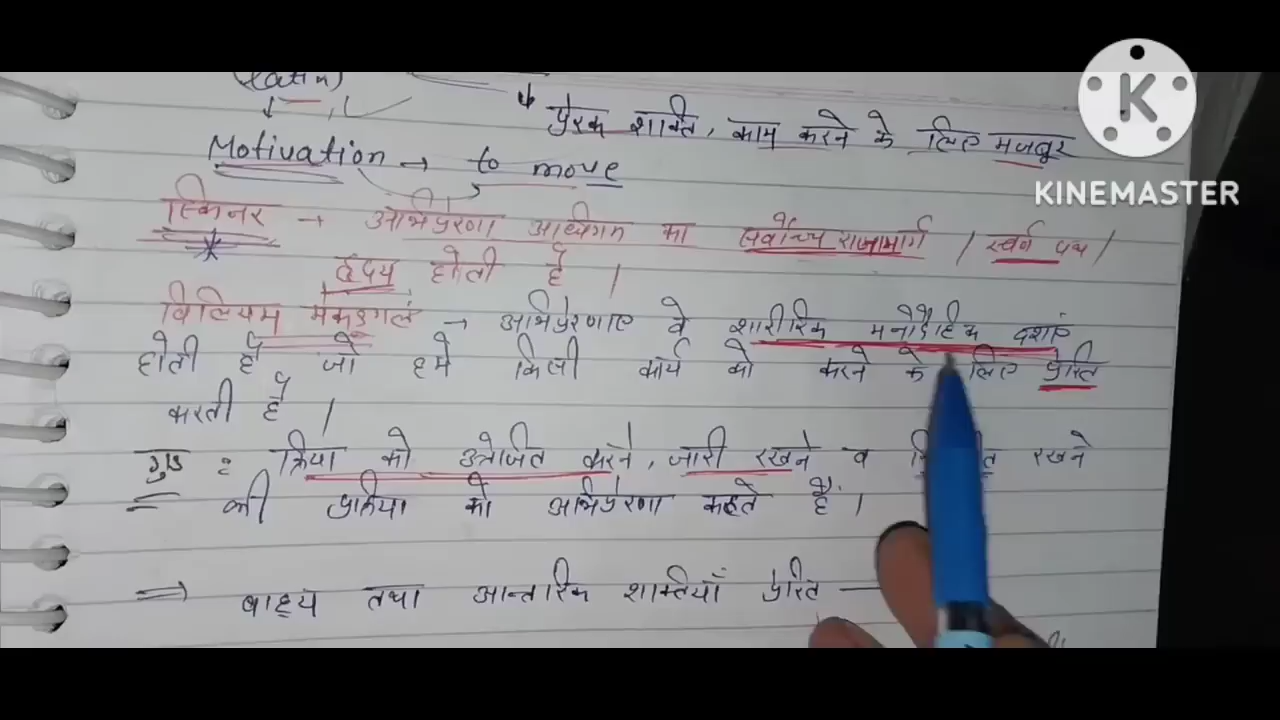 (Latin)
प्रेरक शक्ति, काम करने के लिए मजबूर
Motivation → to move
स्किनर → अभिप्रेरणा अधिगम का सर्वोच्च राजमार्ग / स्वर्ण पथ /
हृदय होती है ।
विलियम मैकडूगल → अभिप्रेरणाए वे शारीरिक मनोदैहिक दशाएं
होती है जो हमे किसी कार्य को करने के लिए प्रेरित
करती है ।
गुड = क्रिया को उत्तेजित करने, जारी रखने व रखने
की प्रक्रिया को अभिप्रेरणा कहते हैं ।
⇒ बाह्य तथा आन्तरिक शक्तियाँ प्रेरित —
K
KINEMASTER